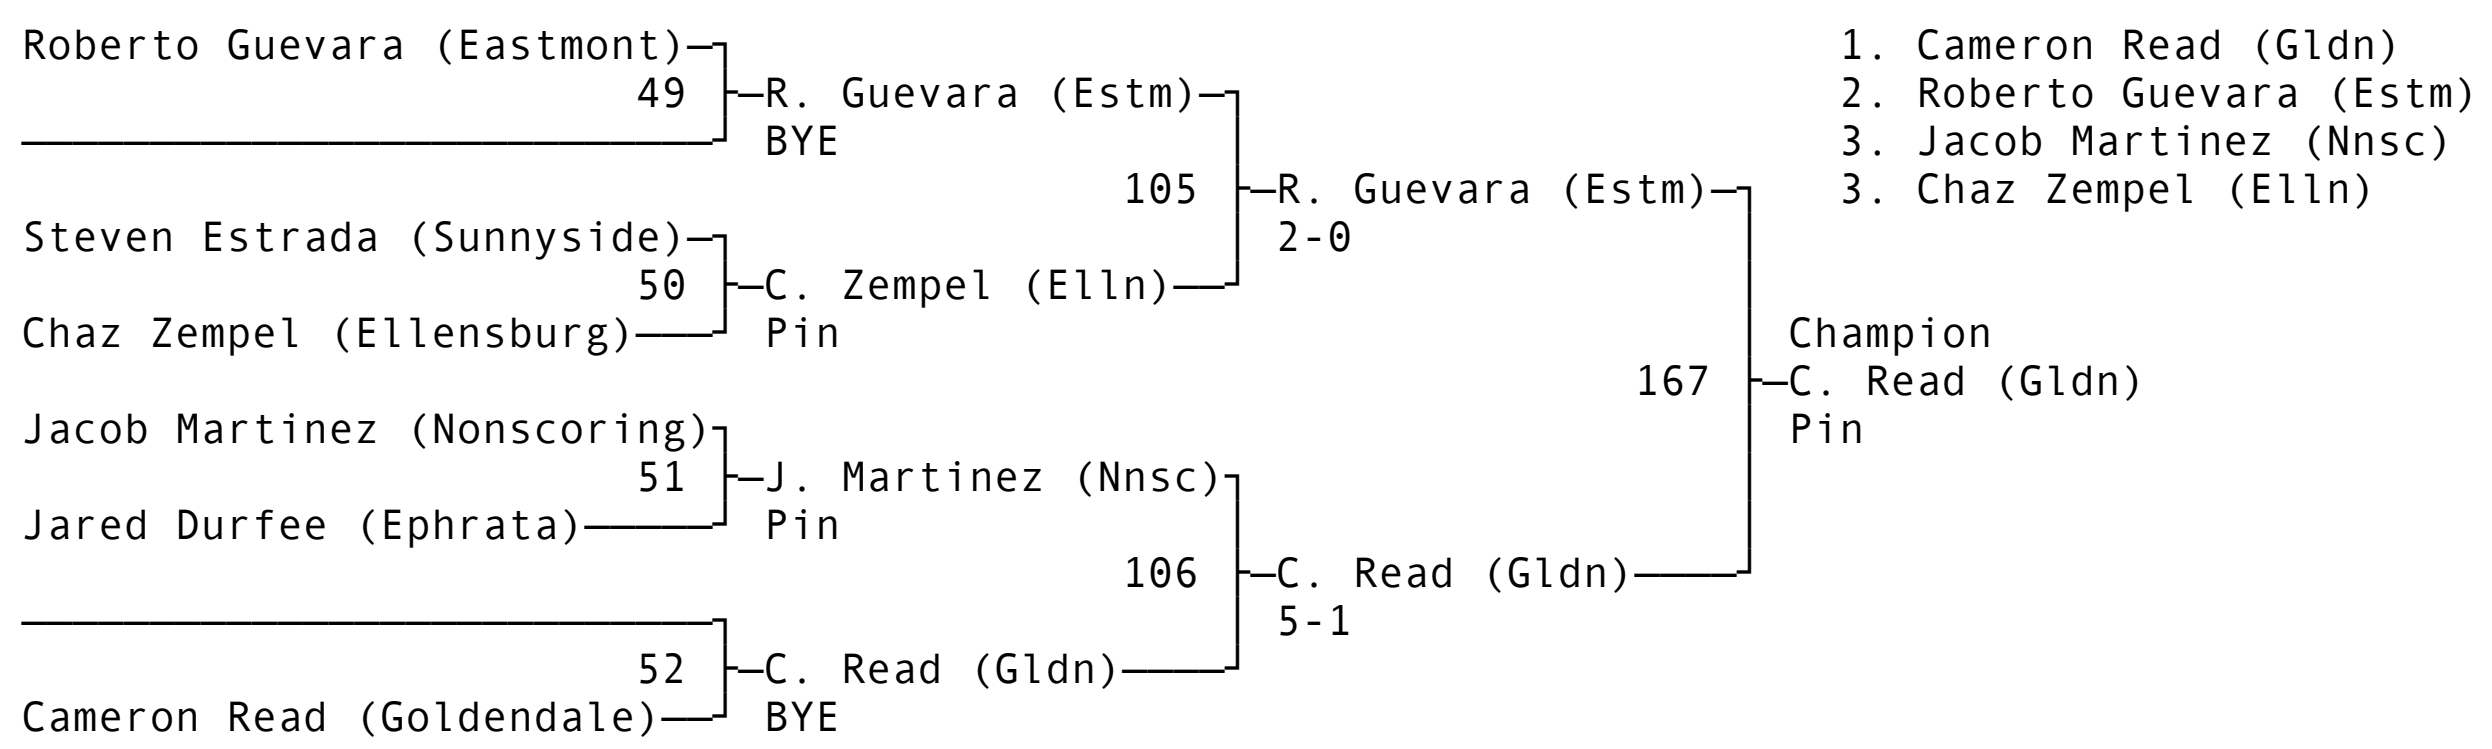 Roberto Guevara (Eastmont) 1. Cameron Read (Gldn)
49 R. Guevara (Estm) 2. Roberto Guevara (Estm)
BYE 3. Jacob Martinez (Nnsc)
105 R. Guevara (Estm) 3. Chaz Zempel (Elln)
Steven Estrada (Sunnyside) 2-0
50 C. Zempel (Elln)
Chaz Zempel (Ellensburg) Pin Champion
167 C. Read (Gldn)
Jacob Martinez (Nonscoring) Pin
51 J. Martinez (Nnsc)
Jared Durfee (Ephrata) Pin
106 C. Read (Gldn)
5-1
52 C. Read (Gldn)
Cameron Read (Goldendale) BYE